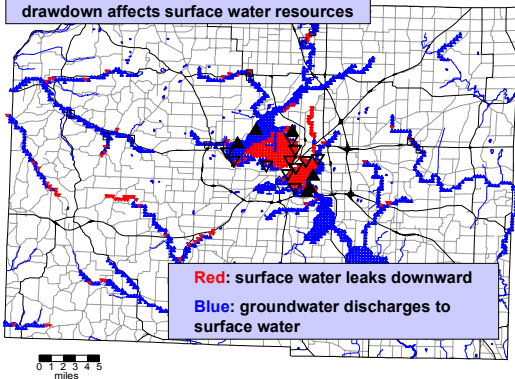 drawdown affects surface water resources
Red: surface water leaks downward
Blue: groundwater discharges to
surface water
0 1 2 3 4 5
miles